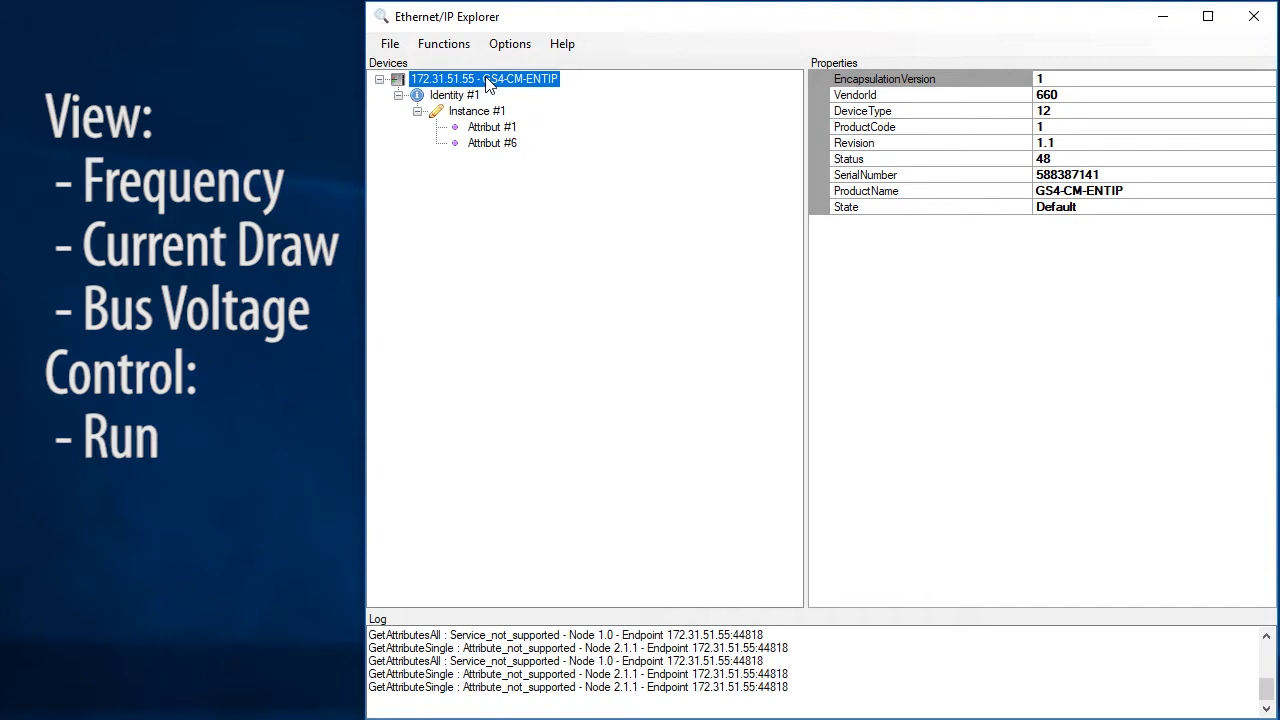 View:
- Frequency
- Current Draw
- Bus Voltage
Control:
- Run
Ethernet/IP Explorer
File Functions Options Help
Devices
172.31.51.55 - GS4-CM-ENTIP
Identity #1
Instance #1
Attribut #1
Attribut #6
Properties
EncapsulationVersion 1
VendorId 660
DeviceType 12
ProductCode 1
Revision 1.1
Status 48
SerialNumber 588387141
ProductName GS4-CM-ENTIP
State Default
Log
GetAttributesAll : Service_not_supported - Node 1.0 - Endpoint 172.31.51.55:44818
GetAttributeSingle : Attribute_not_supported - Node 2.1.1 - Endpoint 172.31.51.55:44818
GetAttributesAll : Service_not_supported - Node 1.0 - Endpoint 172.31.51.55:44818
GetAttributeSingle : Attribute_not_supported - Node 2.1.1 - Endpoint 172.31.51.55:44818
GetAttributeSingle : Attribute_not_supported - Node 2.1.1 - Endpoint 172.31.51.55:44818